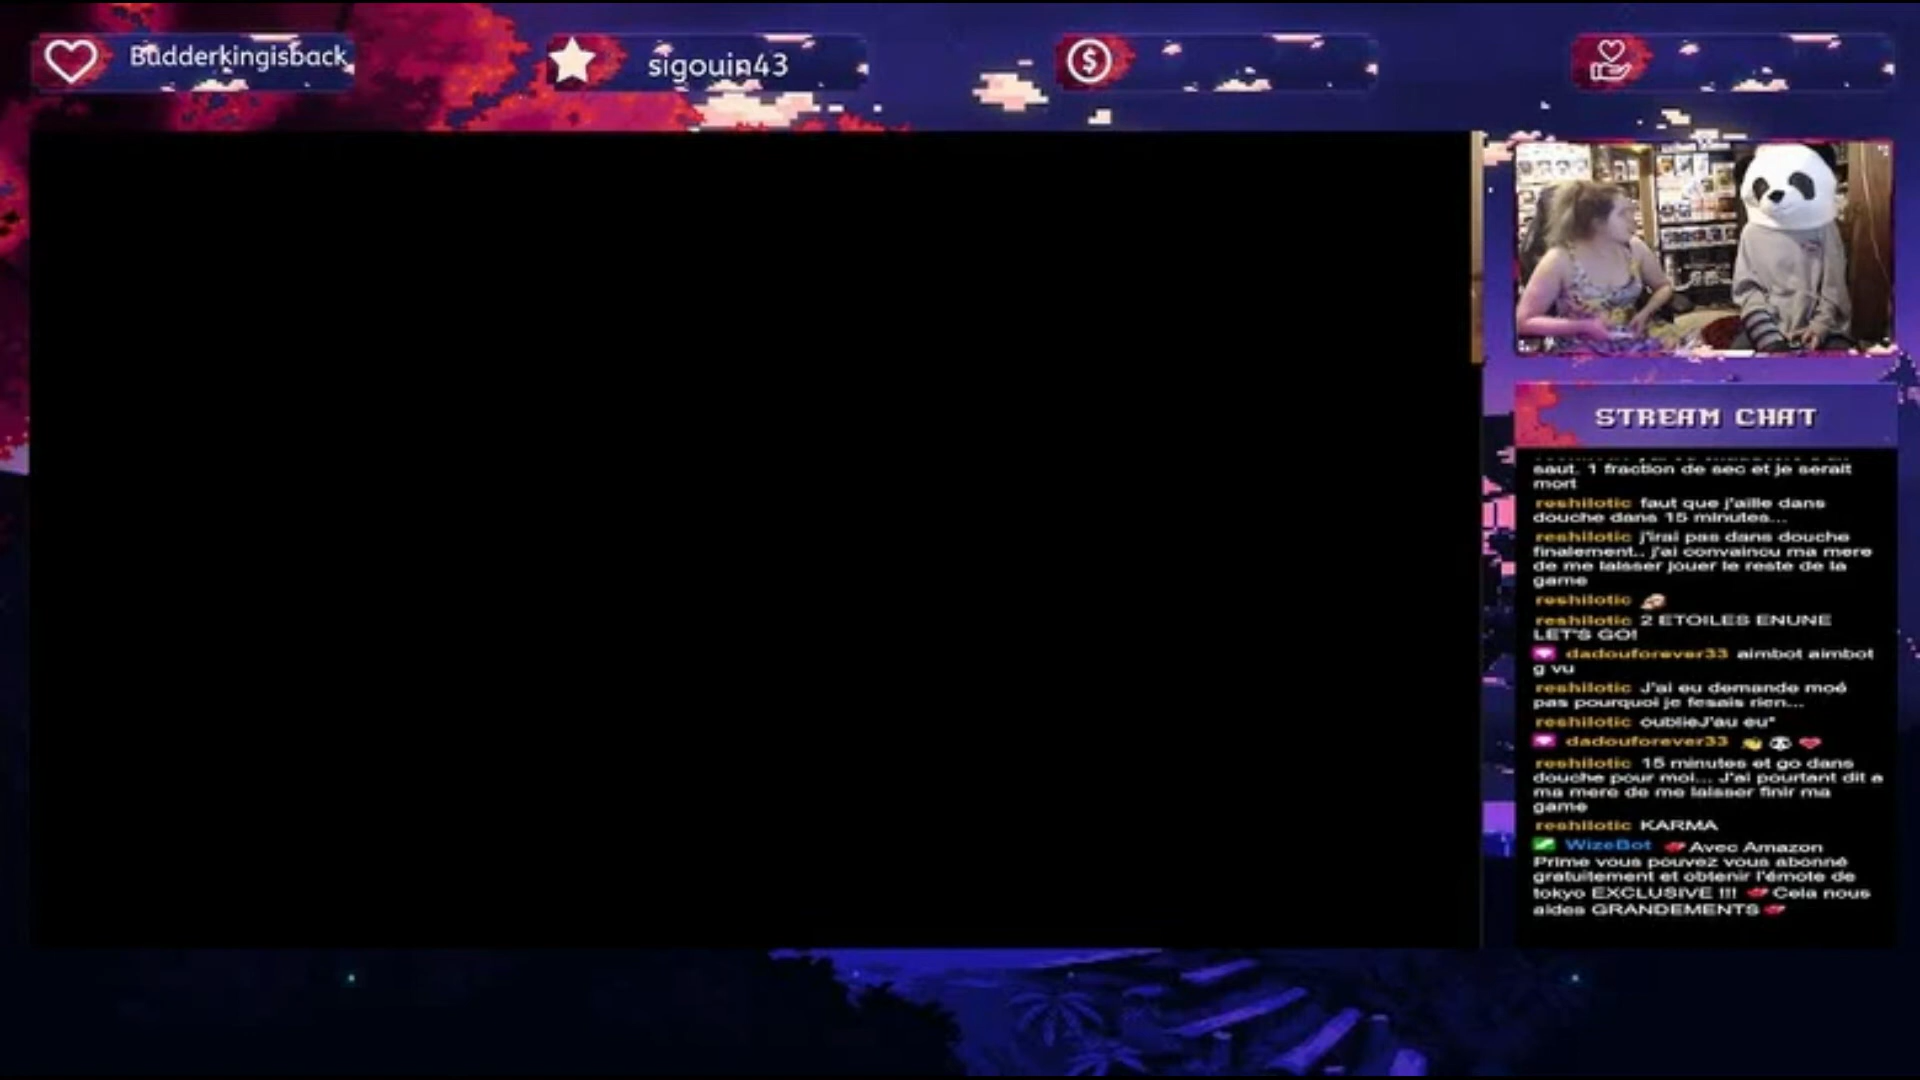 Budderkingisback
sigouin43
STREAM CHAT
saut. 1 fraction de sec et je serait
mort
reshilotic faut que j'aille dans
douche dans 15 minutes...
reshilotic j'irai pas dans douche
finalement.. j'ai convaincu ma mere
de me laisser jouer le reste de la
game
reshilotic
reshilotic 2 ETOILES ENUNE
LET'S GO!
dadouforever33 aimbot aimbot
g vu
reshilotic J'ai eu demande moé
pas pourquoi je fesais rien...
reshilotic oublieJ'au eu*
dadouforever33
reshilotic 15 minutes et go dans
douche pour moi... J'ai pourtant dit a
ma mere de me laisser finir ma
game
reshilotic KARMA
WizeBot Avec Amazon
Prime vous pouvez vous abonné
gratuitement et obtenir l'émote de
tokyo EXCLUSIVE !!! Cela nous
aides GRANDEMENTS